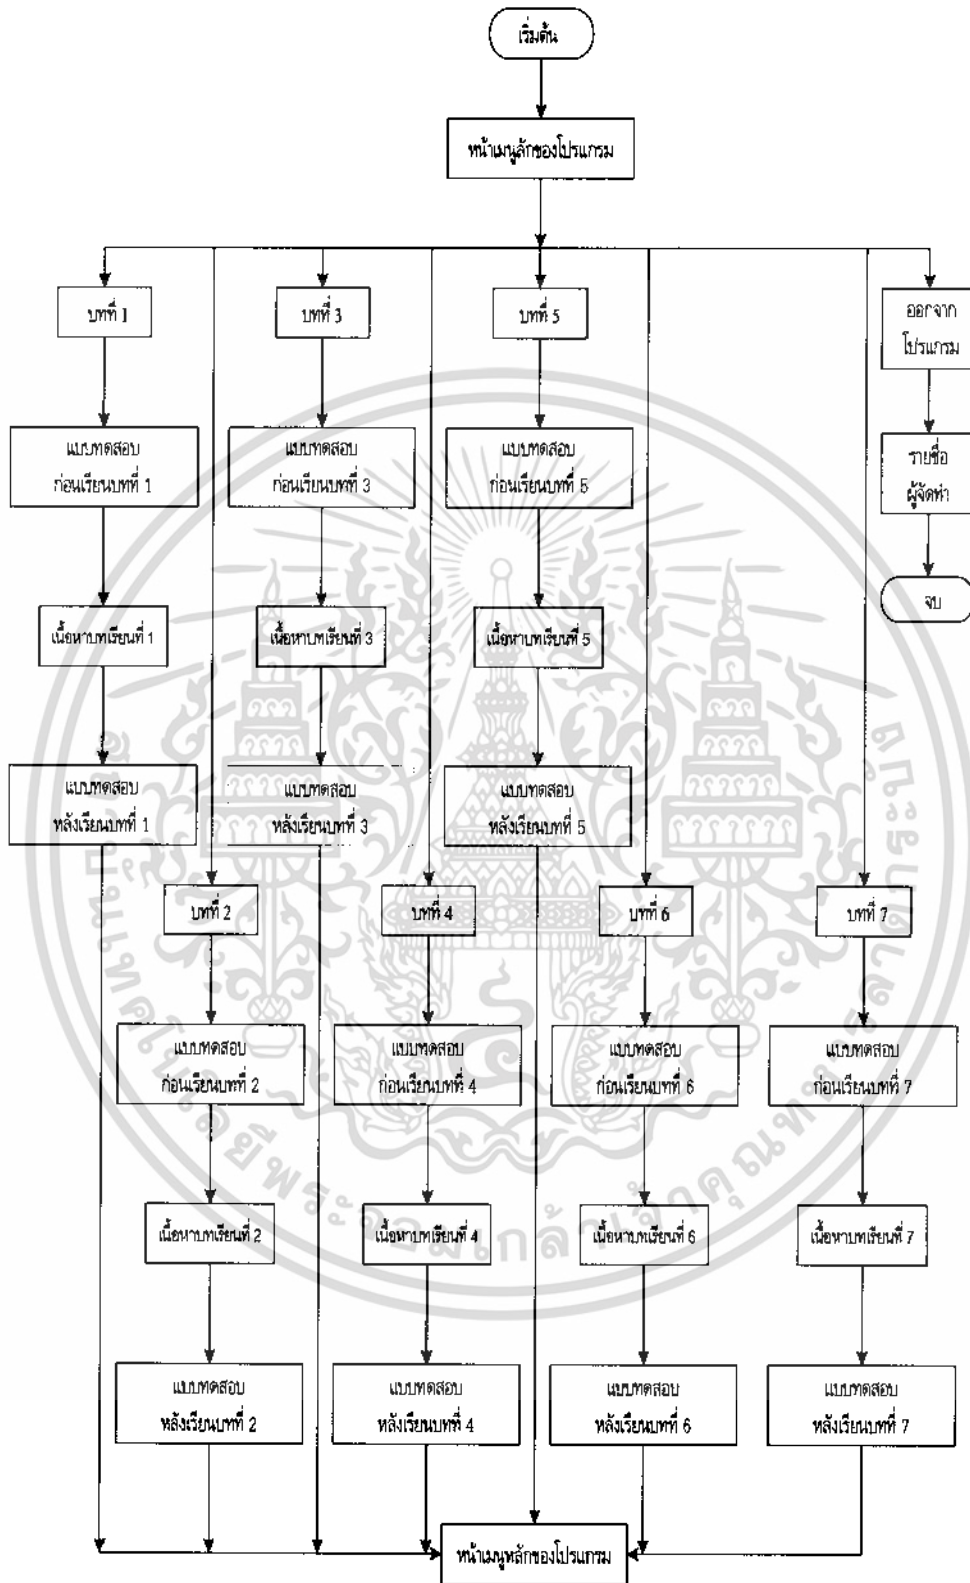 เริ่มต้น
หน้าเมนูลักของโปรแกรม
บทที่ 1
บทที่ 3
บทที่ 5
ออกจาก
โปรแกรม
แบบทดสอบ
ก่อนเรียนบทที่ 1
แบบทดสอบ
ก่อนเรียนบทที่ 3
แบบทดสอบ
ก่อนเรียนบทที่ 5
รายชื่อ
ผู้จัดทำ
จบ
เนื้อหาบทเรียนที่ 1
เนื้อหาบทเรียนที่ 3
เนื้อหาบทเรียนที่ 5
แบบทดสอบ
หลังเรียนบทที่ 1
แบบทดสอบ
หลังเรียนบทที่ 3
แบบทดสอบ
หลังเรียนบทที่ 5
บทที่ 2
บทที่ 4
บทที่ 6
บทที่ 7
แบบทดสอบ
ก่อนเรียนบทที่ 2
แบบทดสอบ
ก่อนเรียนบทที่ 4
แบบทดสอบ
ก่อนเรียนบทที่ 6
แบบทดสอบ
ก่อนเรียนบทที่ 7
เนื้อหาบทเรียนที่ 2
เนื้อหาบทเรียนที่ 4
เนื้อหาบทเรียนที่ 6
เนื้อหาบทเรียนที่ 7
แบบทดสอบ
หลังเรียนบทที่ 2
แบบทดสอบ
หลังเรียนบทที่ 4
แบบทดสอบ
หลังเรียนบทที่ 6
แบบทดสอบ
หลังเรียนบทที่ 7
หน้าเมนูหลักของโปรแกรม